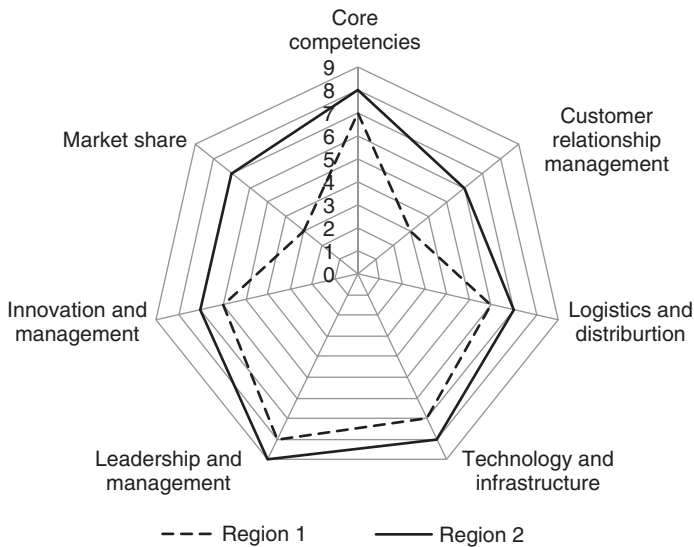 Core
competencies
9
8
7
6
5
4
3
2
1
0
Customer
relationship
management
Market share
Innovation and
management
Logistics and
distriburtion
Leadership and
management
Technology and
infrastructure
Region 1
Region 2